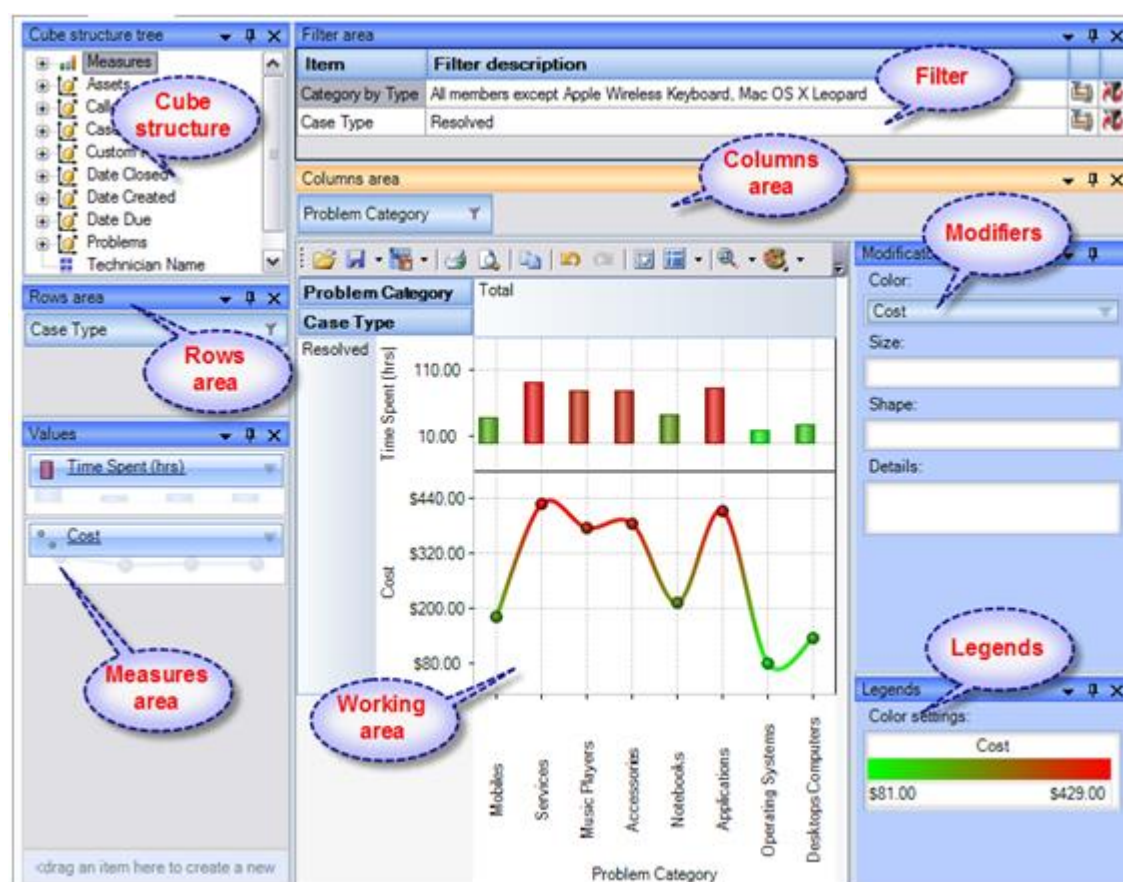 Cube structure tree
Measures
Assets
Cube
structure
Custom
Date Closed
Date Created
Date Due
Problems
Technician Name
Filter area
Item Filter description
Category by Type All members except Apple Wireless Keyboard, Mac OS X Leopard
Case Type Resolved
Filter
Columns area
Columns
area
Problem Category
Rows area
Case Type
Rows
area
Values
Time Spent (hrs)
Cost
Measures
area
<drag an item here to create a new
Problem Category Total
Case Type
Resolved
Time Spent (hrs)
110.00
10.00
Cost
$440.00
$320.00
$200.00
$80.00
Working
area
Mobiles
Services
Music Players
Accessories
Notebooks
Applications
Operating Systems
Desktops Computers
Problem Category
Modifiers
Color:
Cost
Size:
Shape:
Details:
Legends
Legends
Color settings:
Cost
$81.00 $429.00